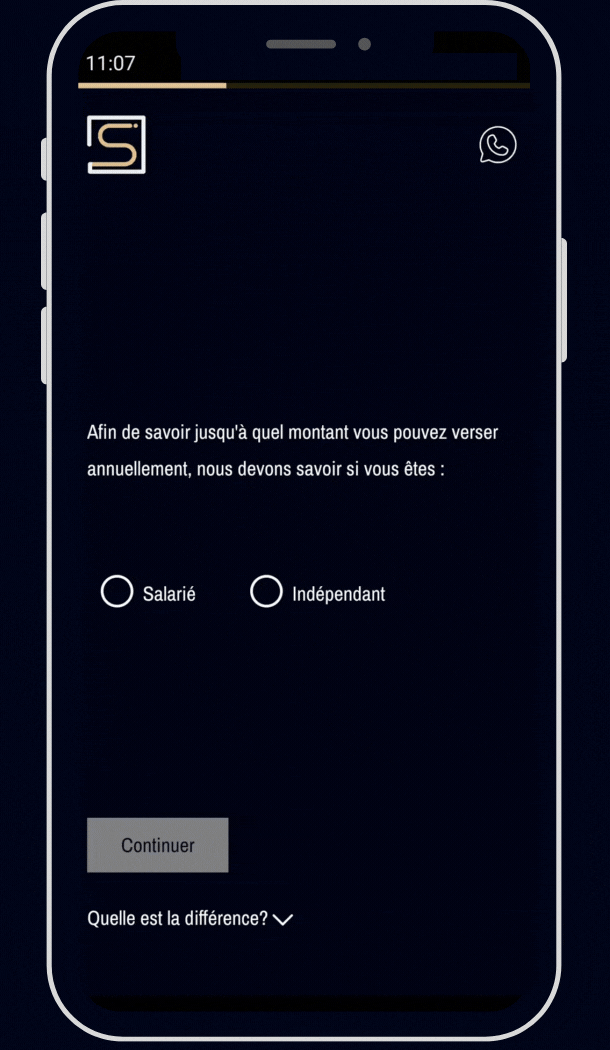 11:07
S
Afin de savoir jusqu'à quel montant vous pouvez verser
annuellement, nous devons savoir si vous êtes :
Salarié
Indépendant
Continuer
Quelle est la différence?